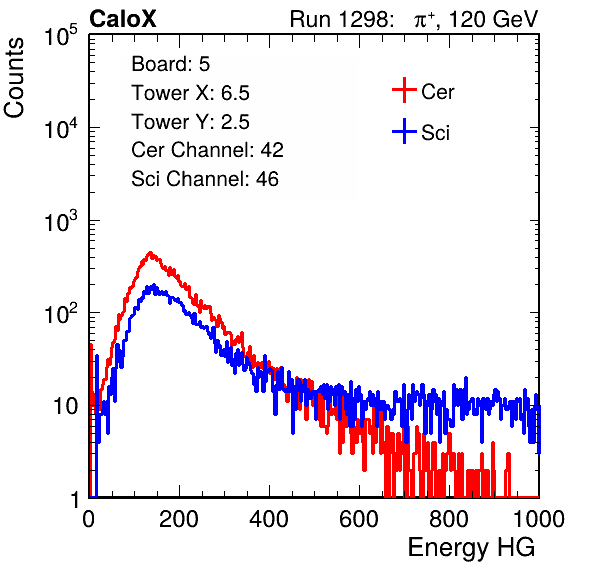 CaloX Run 1298: π⁺, 120 GeV
Board: 5
Tower X: 6.5
Tower Y: 2.5
Cer Channel: 42
Sci Channel: 46
Cer
Sci
Counts
10⁵
10⁴
10³
10²
10
1
0 200 400 600 800 1000
Energy HG